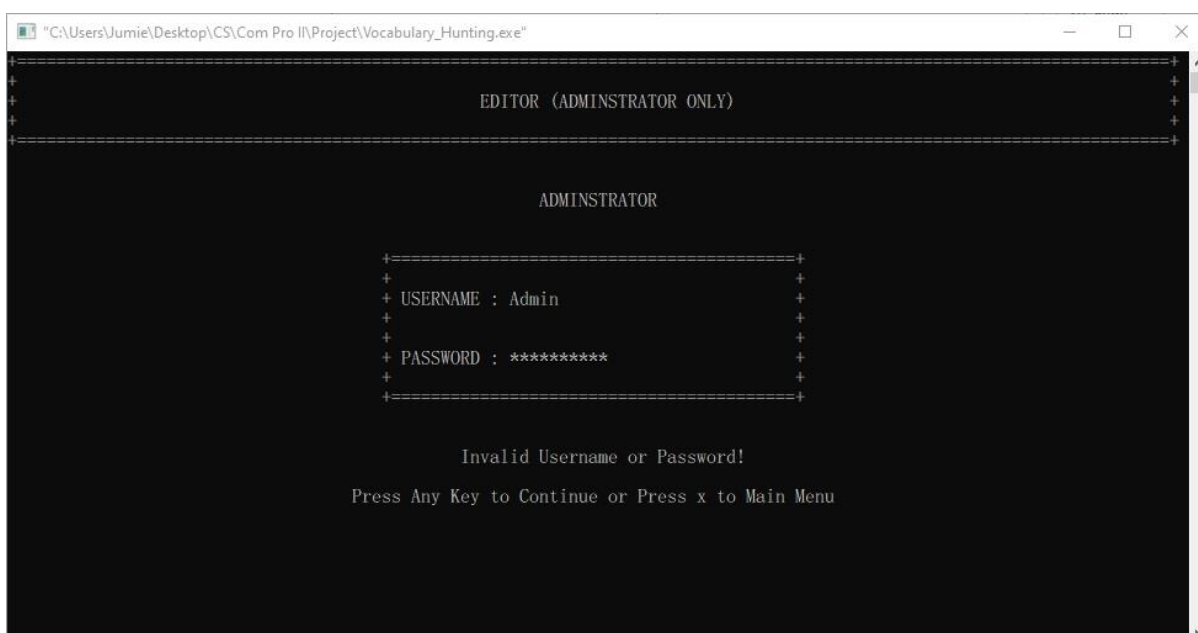 "C:\Users\Jumie\Desktop\CS\Com Pro II\Project\Vocabulary_Hunting.exe"
EDITOR (ADMINSTRATOR ONLY)
ADMINSTRATOR
USERNAME : Admin
PASSWORD : **********
Invalid Username or Password!
Press Any Key to Continue or Press x to Main Menu